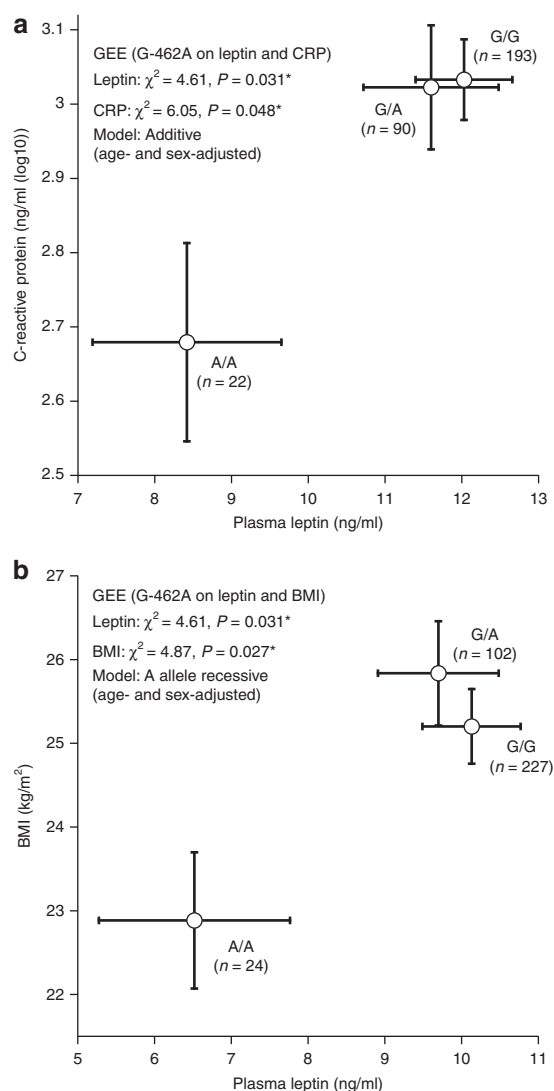 a
3.1
3
2.9
2.8
2.7
2.6
2.5
C-reactive protein (ng/ml (log10))
GEE (G-462A on leptin and CRP)
Leptin: χ² = 4.61, P = 0.031*
CRP: χ² = 6.05, P = 0.048*
Model: Additive
(age- and sex-adjusted)
G/G
(n = 193)
G/A
(n = 90)
A/A
(n = 22)
7 8 9 10 11 12 13
Plasma leptin (ng/ml)
b
27
26
25
24
23
22
BMI (kg/m²)
GEE (G-462A on leptin and BMI)
Leptin: χ² = 4.61, P = 0.031*
BMI: χ² = 4.87, P = 0.027*
Model: A allele recessive
(age- and sex-adjusted)
G/A
(n = 102)
G/G
(n = 227)
A/A
(n = 24)
5 6 7 8 9 10 11
Plasma leptin (ng/ml)